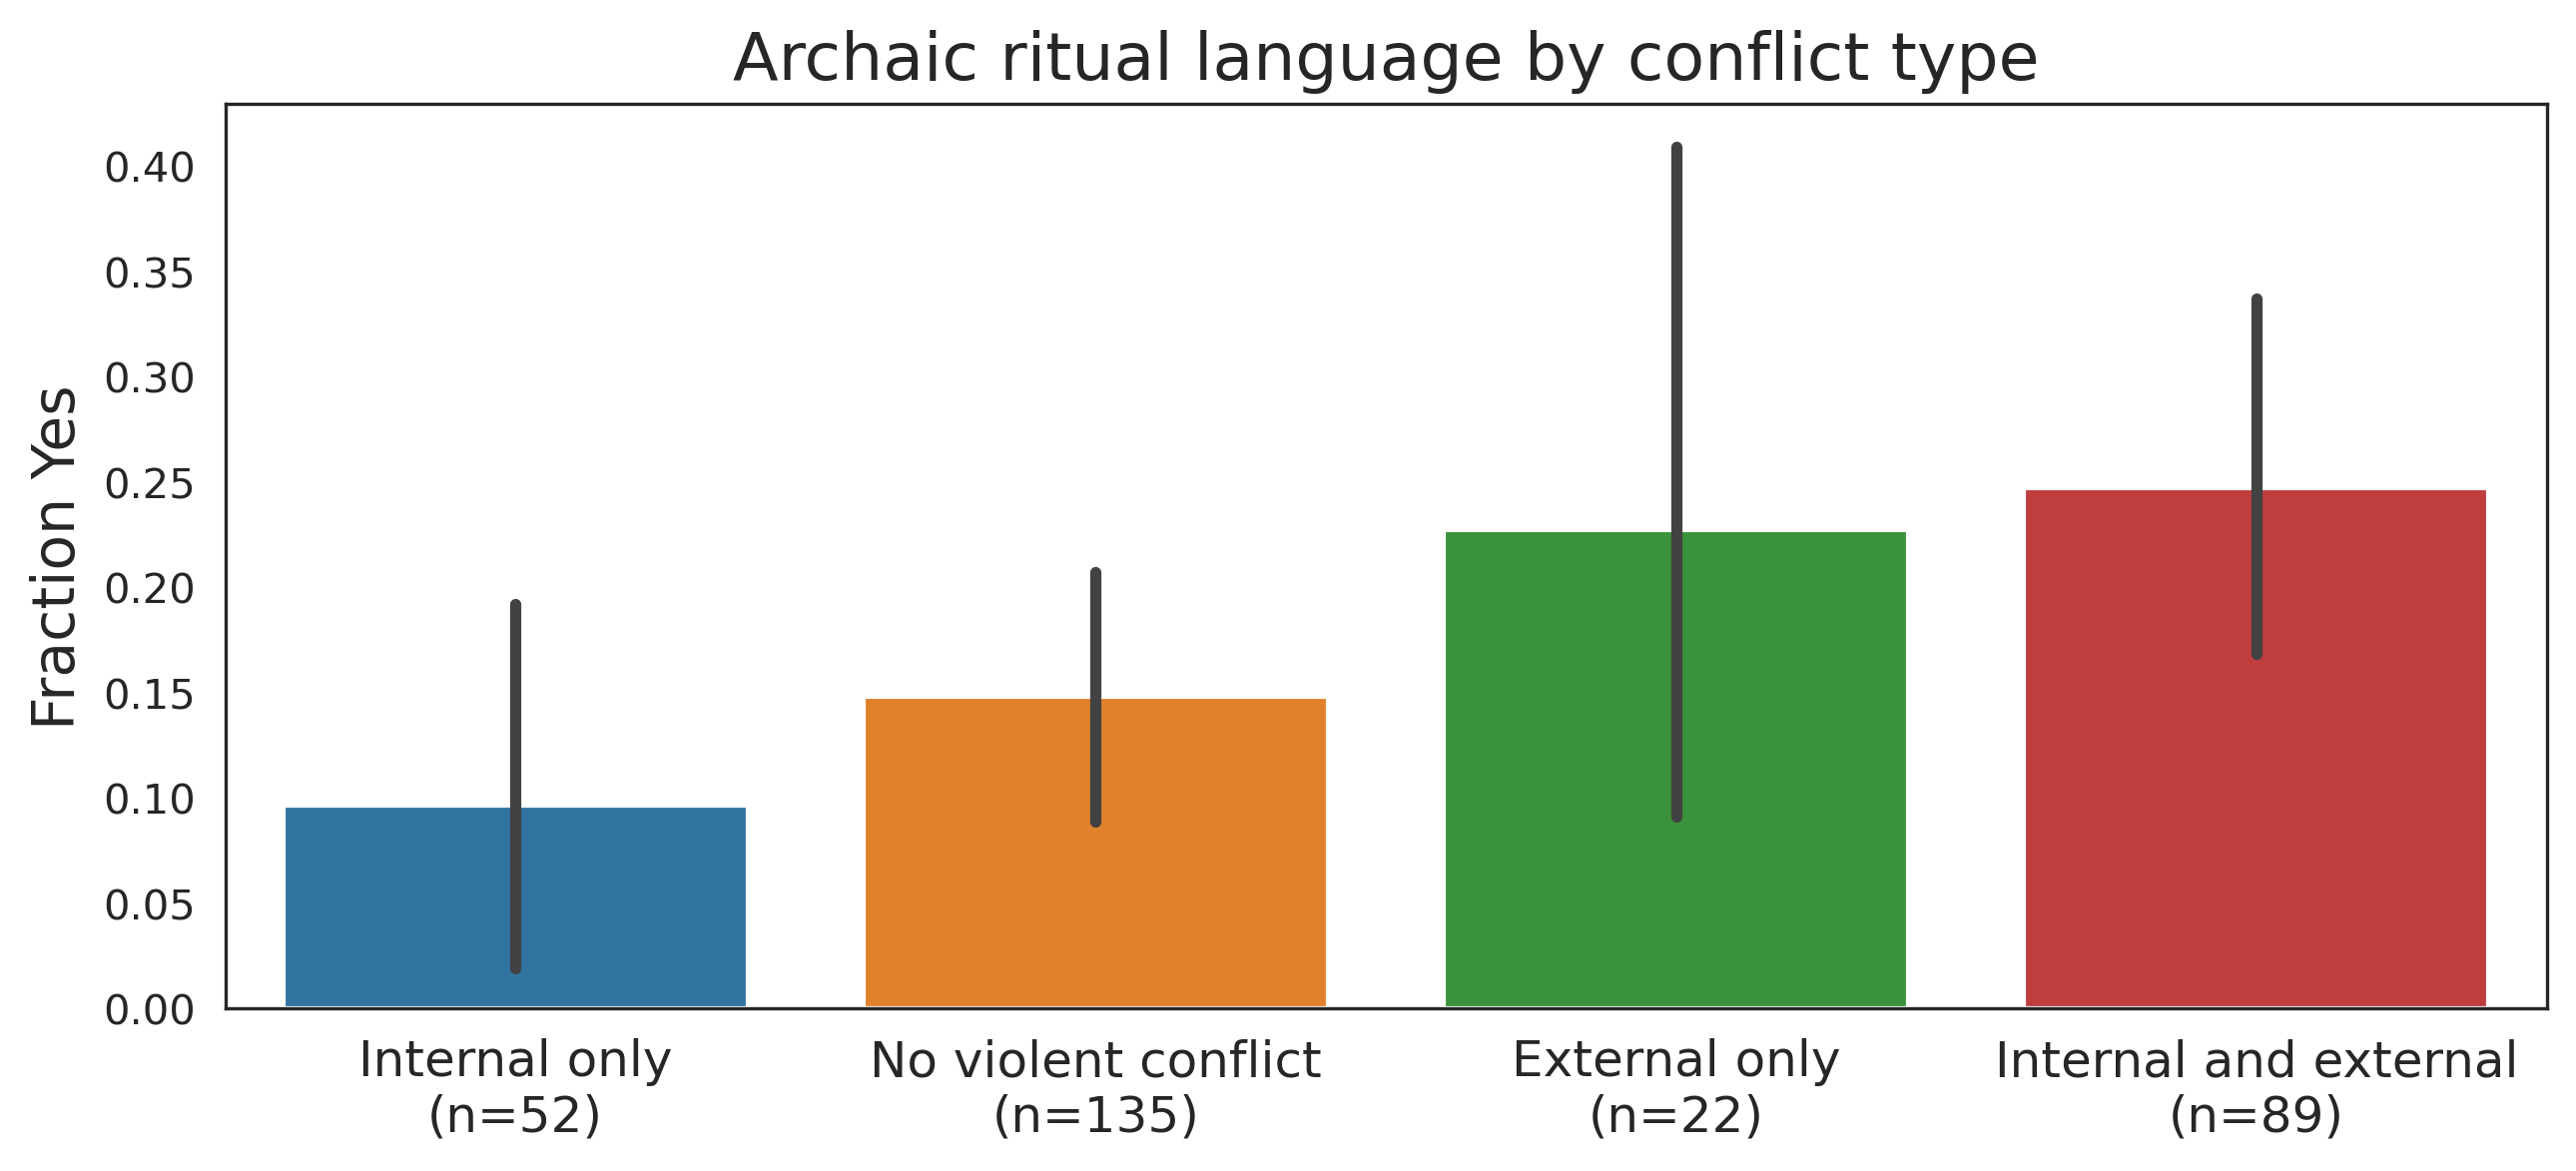 Archaic ritual language by conflict type
Fraction Yes
0.40
0.35
0.30
0.25
0.20
0.15
0.10
0.05
0.00
Internal only
(n=52)
No violent conflict
(n=135)
External only
(n=22)
Internal and external
(n=89)